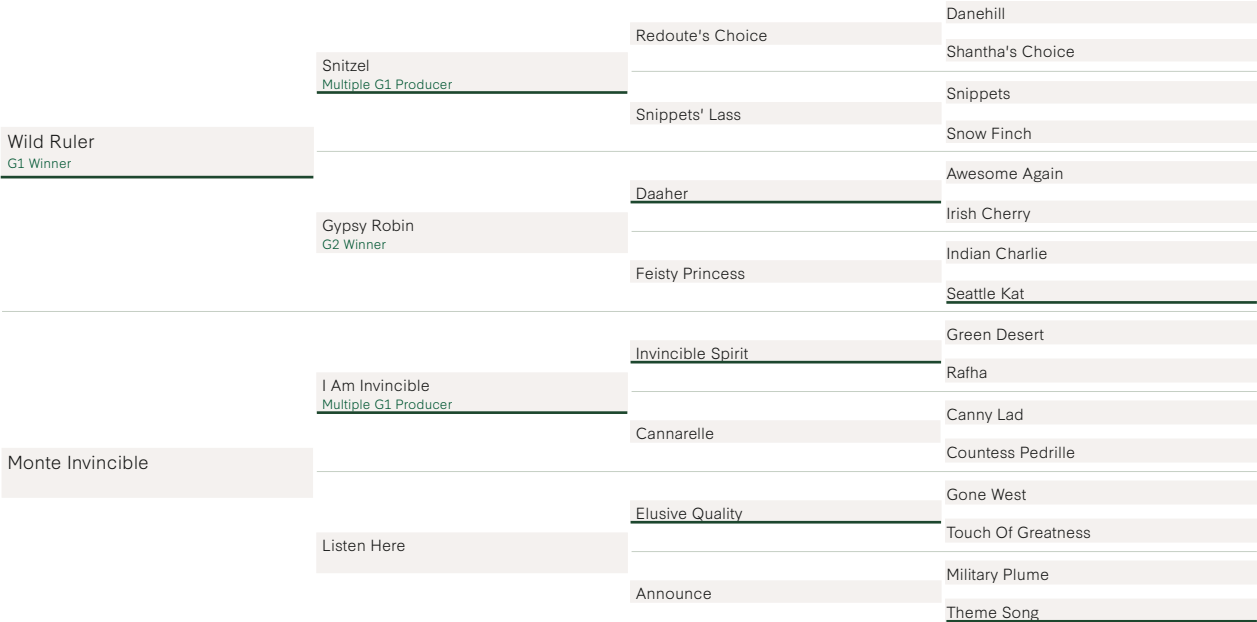 Danehill
Redoute's Choice
Shantha's Choice
Snitzel
Multiple G1 Producer
Snippets
Snippets' Lass
Snow Finch
Wild Ruler
G1 Winner
Awesome Again
Daaher
Irish Cherry
Gypsy Robin
G2 Winner
Indian Charlie
Feisty Princess
Seattle Kat
Green Desert
Invincible Spirit
Rafha
I Am Invincible
Multiple G1 Producer
Canny Lad
Cannarelle
Countess Pedrille
Monte Invincible
Gone West
Elusive Quality
Touch Of Greatness
Listen Here
Military Plume
Announce
Theme Song